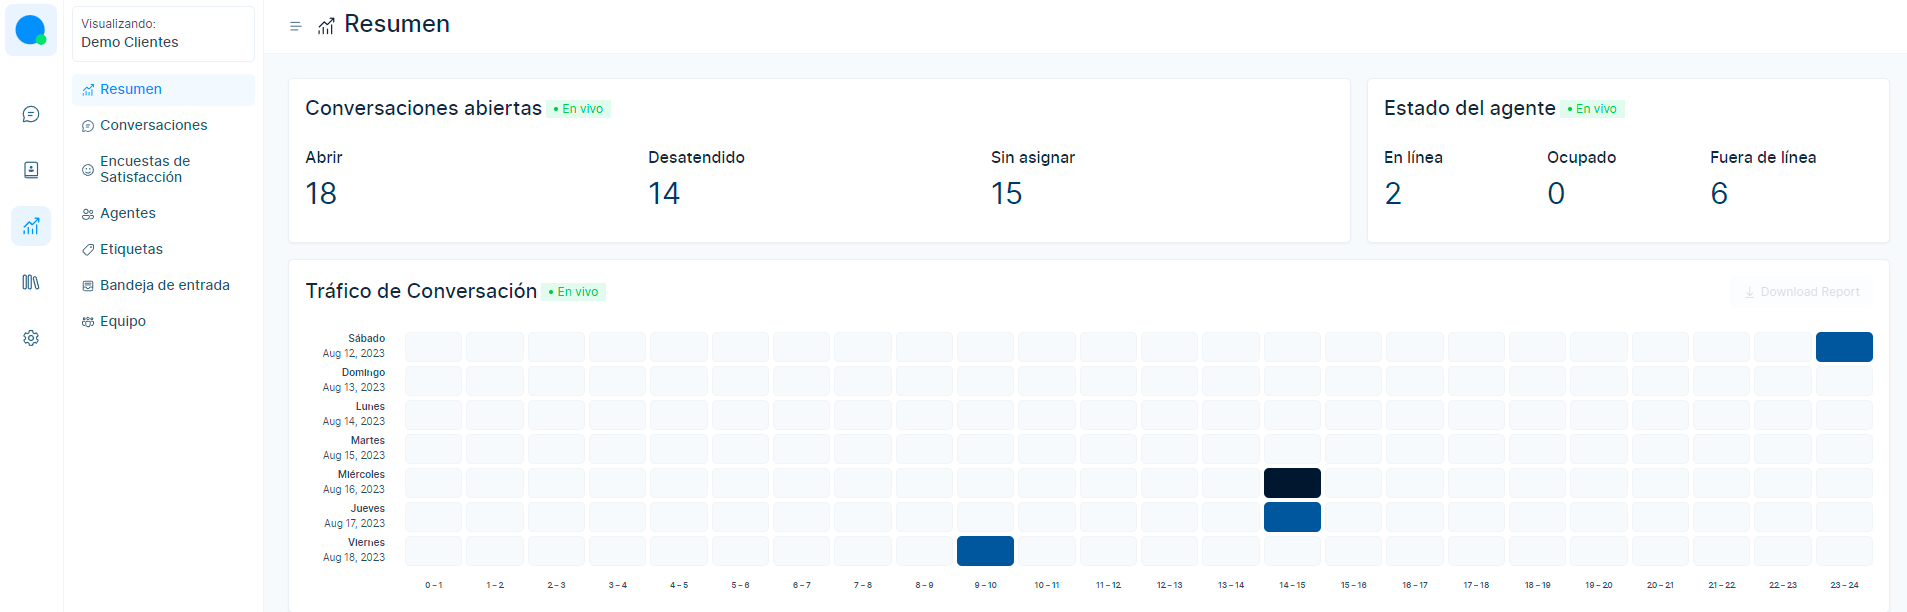 Visualizando:
Demo Clientes
Resumen
Conversaciones
Encuestas de
Satisfacción
Agentes
Etiquetas
Bandeja de entrada
Equipo
Resumen
Conversaciones abiertas • En vivo
Abrir Desatendido Sin asignar
18 14 15
Estado del agente • En vivo
En línea Ocupado Fuera de línea
2 0 6
Tráfico de Conversación • En vivo
Download Report
Sábado
Aug 12, 2023
Domingo
Aug 13, 2023
Lunes
Aug 14, 2023
Martes
Aug 15, 2023
Miércoles
Aug 16, 2023
Jueves
Aug 17, 2023
Viernes
Aug 18, 2023
0 – 1 1 – 2 2 – 3 3 – 4 4 – 5 5 – 6 6 – 7 7 – 8 8 – 9 9 – 10 10 – 11 11 – 12 12 – 13 13 – 14 14 – 15 15 – 16 16 – 17 17 – 18 18 – 19 19 – 20 20 – 21 21 – 22 22 – 23 23 – 24